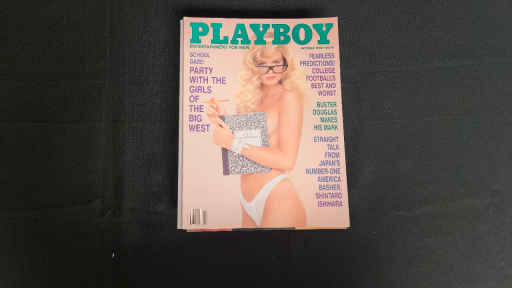 PLAYBOY
ENTERTAINMENT FOR MEN
SCHOOL
DAZE:
PARTY
WITH THE
GIRLS
OF
THE
BIG
WEST
FEARLESS
PREDICTIONS!
COLLEGE
FOOTBALL'S
BEST AND
WORST
BUSTER
DOUGLAS
MAKES
HIS MARK
STRAIGHT
TALK
FROM
JAPAN'S
NUMBER-ONE
AMERICA
BASHER,
SHINTARO
ISHIHARA